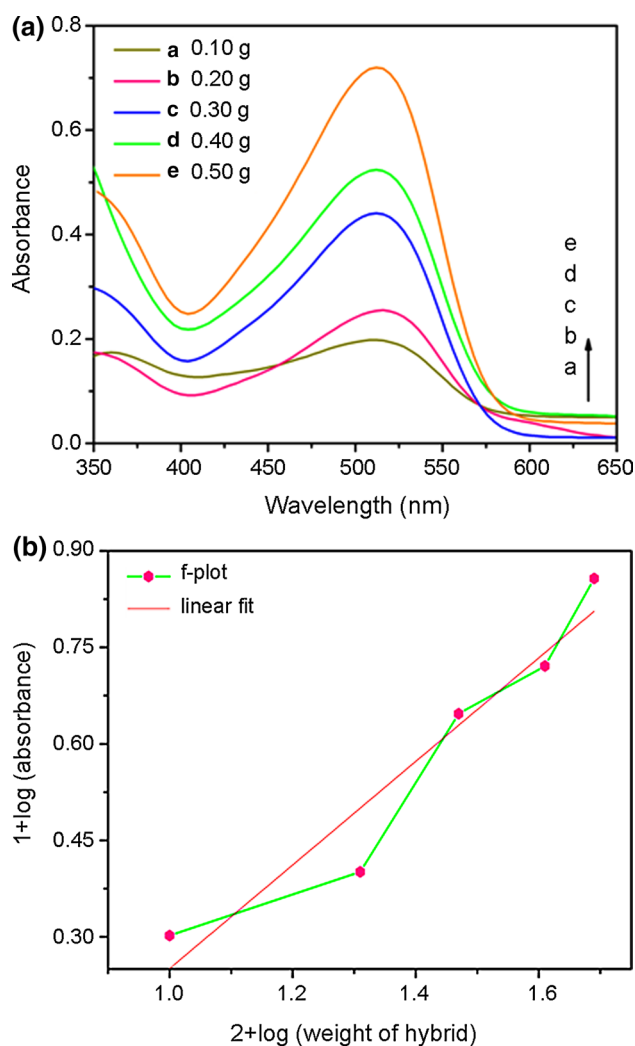 (a)
0.8
0.6
0.4
0.2
0.0
Absorbance
a 0.10 g
b 0.20 g
c 0.30 g
d 0.40 g
e 0.50 g
e
d
c
b
a
350 400 450 500 550 600 650
Wavelength (nm)
(b)
0.90
0.75
0.60
0.45
0.30
1+log (absorbance)
f-plot
linear fit
1.0 1.2 1.4 1.6
2+log (weight of hybrid)